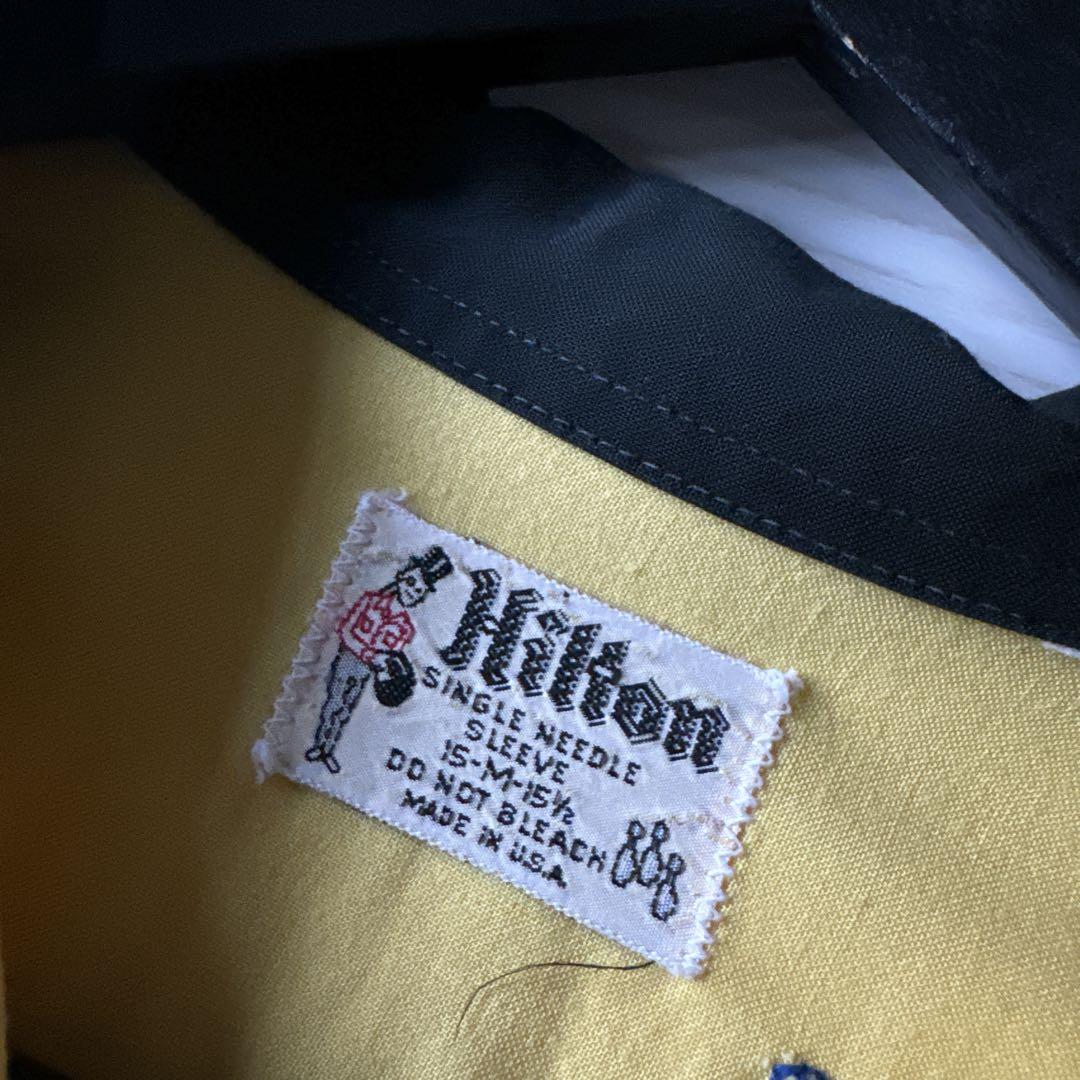 Hilton
SINGLE NEEDLE
SLEEVE
15-M-15½
DO NOT BLEACH
MADE IN U.S.A.